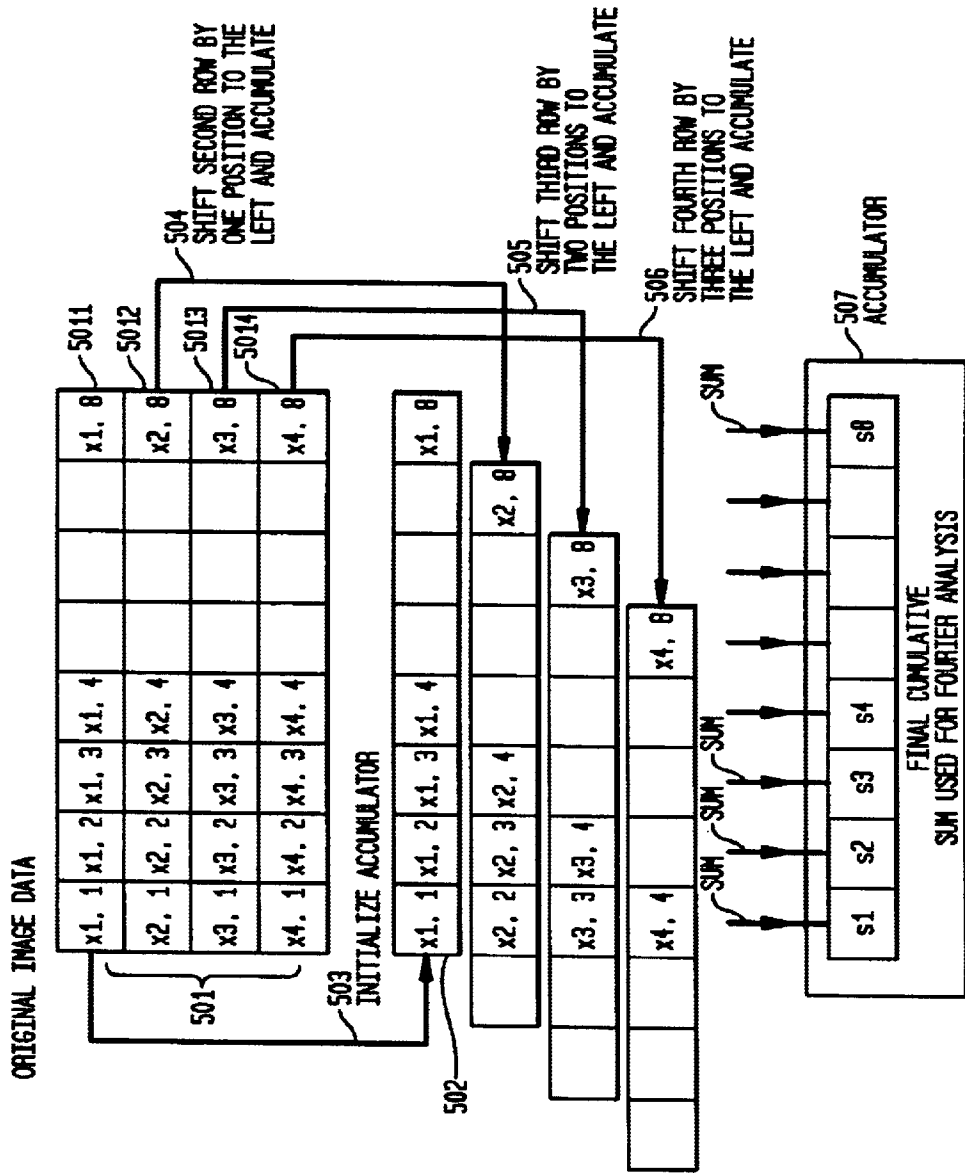 ORIGINAL IMAGE DATA
x1, 1 x1, 2 x1, 3 x1, 4 x1, 8
x2, 1 x2, 2 x2, 3 x2, 4 x2, 8
x3, 1 x3, 2 x3, 3 x3, 4 x3, 8
x4, 1 x4, 2 x4, 3 x4, 4 x4, 8
5011
5012
5013
5014
501
503
INITIALIZE ACCUMULATOR
502
504
SHIFT SECOND ROW BY
ONE POSITION TO THE
LEFT AND ACCUMULATE
505
SHIFT THIRD ROW BY
TWO POSITIONS TO
THE LEFT AND ACCUMULATE
506
SHIFT FOURTH ROW BY
THREE POSITIONS TO
THE LEFT AND ACCUMULATE
x1, 1 x1, 2 x1, 3 x1, 4 x1, 8
x2, 2 x2, 3 x2, 4 x2, 8
x3, 3 x3, 4 x3, 8
x4, 4 x4, 8
SUM SUM SUM SUM
507
ACCUMULATOR
s1 s2 s3 s4 s8
FINAL CUMULATIVE
SUM USED FOR FOURIER ANALYSIS